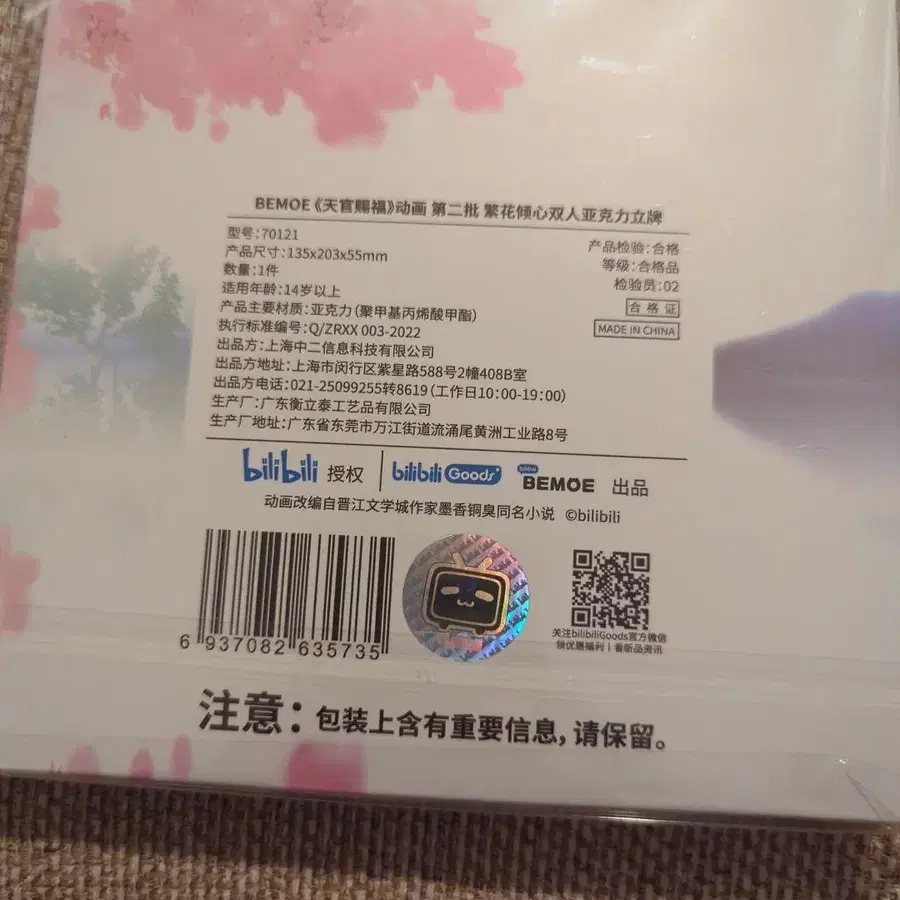 BEMOE《天官赐福》动画 第二批 繁花倾心双人亚克力立牌
型号:70121
产品尺寸:135x203x55mm
数量:1件
适用年龄:14岁以上
产品主要材质:亚克力(聚甲基丙烯酸甲酯)
执行标准编号:Q/ZRXX 003-2022
出品方:上海中二信息科技有限公司
出品方地址:上海市闵行区紫星路588号2幢408B室
出品方电话:021-25099255转8619(工作日10:00-19:00)
生产厂:广东衡立泰工艺品有限公司
生产厂地址:广东省东莞市万江街道流涌尾黄洲工业路8号
产品检验:合格
等级:合格品
检验员:02
合格证
MADE IN CHINA
bilibili 授权 bilibili Goods bilibili BEMOE 出品
动画改编自晋江文学城作家墨香铜臭同名小说 ©bilibili
6 937082 635735
关注bilibiliGoods官方微信
领优惠福利|看新品资讯
注意:包装上含有重要信息,请保留。